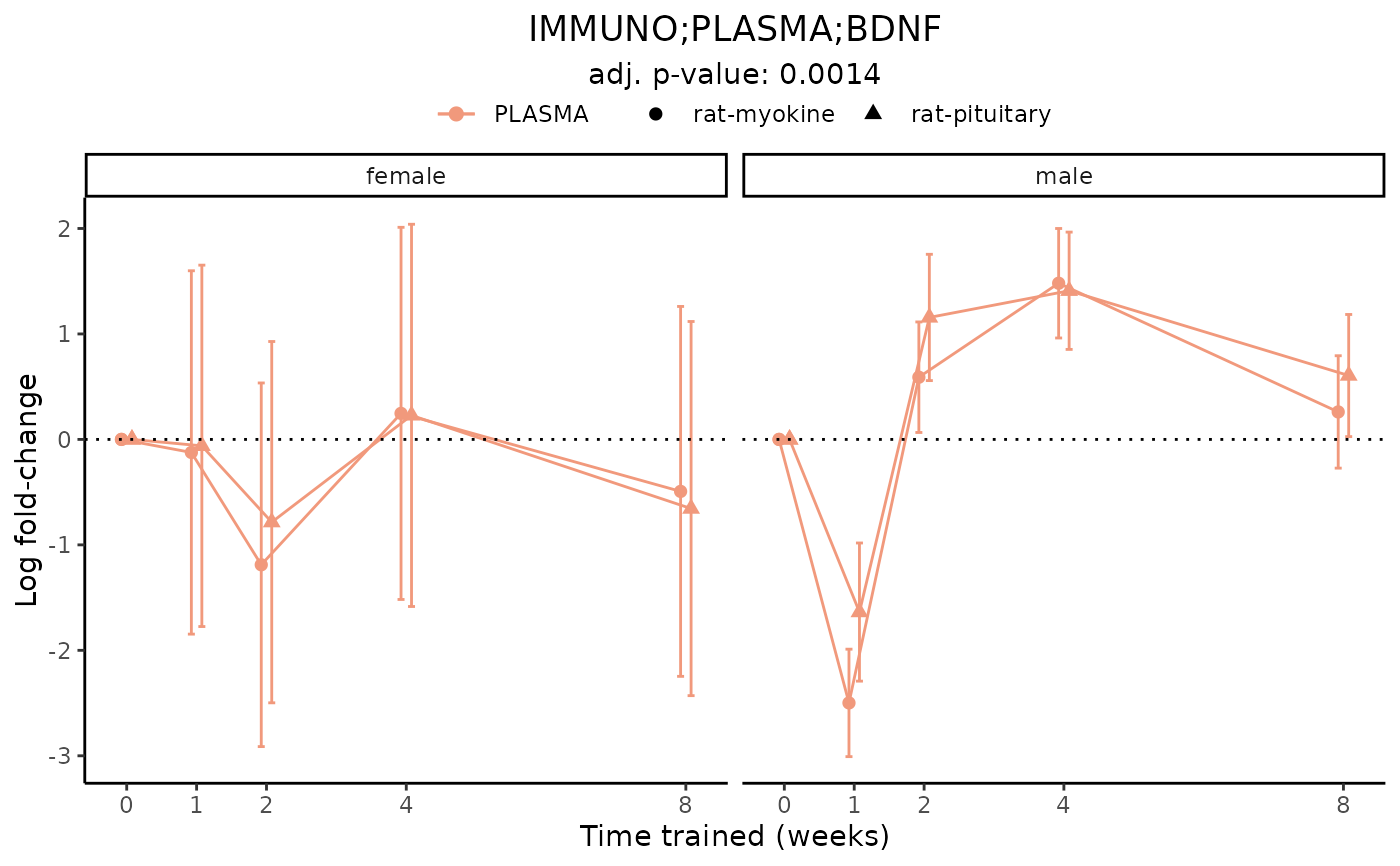 IMMUNO;PLASMA;BDNF
adj. p-value: 0.0014
PLASMA rat-myokine rat-pituitary
female male
Log fold-change
2
1
0
-1
-2
-3
0 1 2 4 8 0 1 2 4 8
Time trained (weeks)